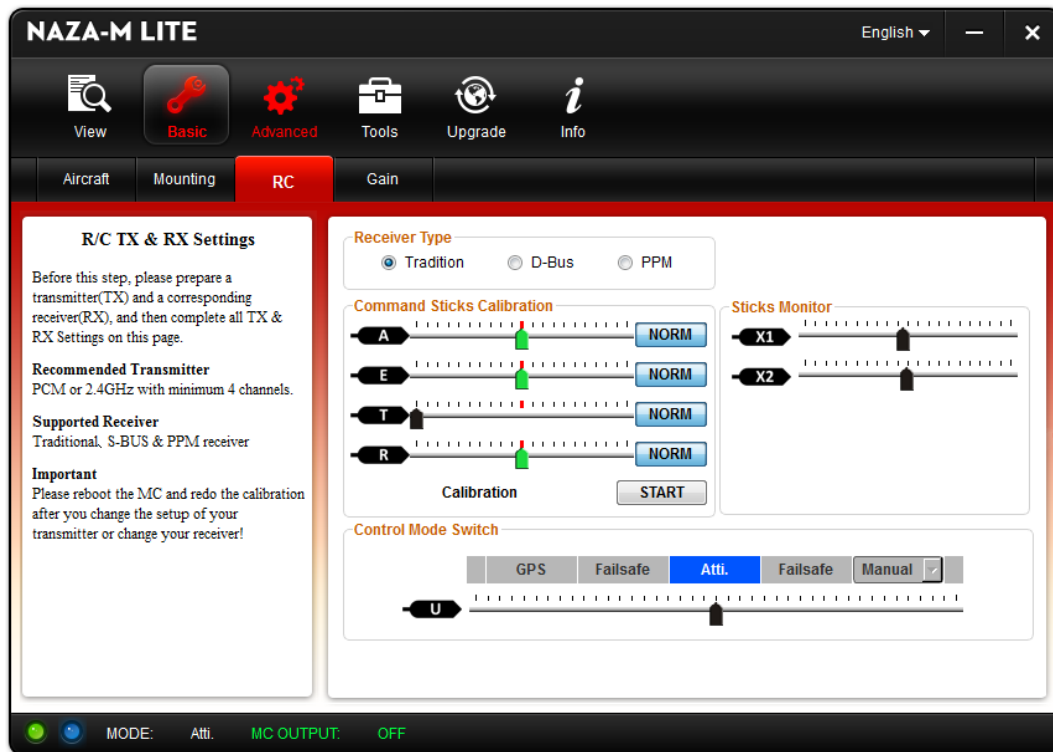 NAZA-M LITE
English
View
Basic
Advanced
Tools
Upgrade
Info
Aircraft
Mounting
RC
Gain
R/C TX & RX Settings
Before this step, please prepare a
transmitter(TX) and a corresponding
receiver(RX), and then complete all TX &
RX Settings on this page.
Recommended Transmitter
PCM or 2.4GHz with minimum 4 channels.
Supported Receiver
Traditional, S-BUS & PPM receiver
Important
Please reboot the MC and redo the calibration
after you change the setup of your
transmitter or change your receiver!
Receiver Type
Tradition
D-Bus
PPM
Command Sticks Calibration
A
NORM
E
NORM
T
NORM
R
NORM
Calibration
START
Sticks Monitor
X1
X2
Control Mode Switch
GPS
Failsafe
Atti.
Failsafe
Manual
U
MODE: Atti. MC OUTPUT: OFF